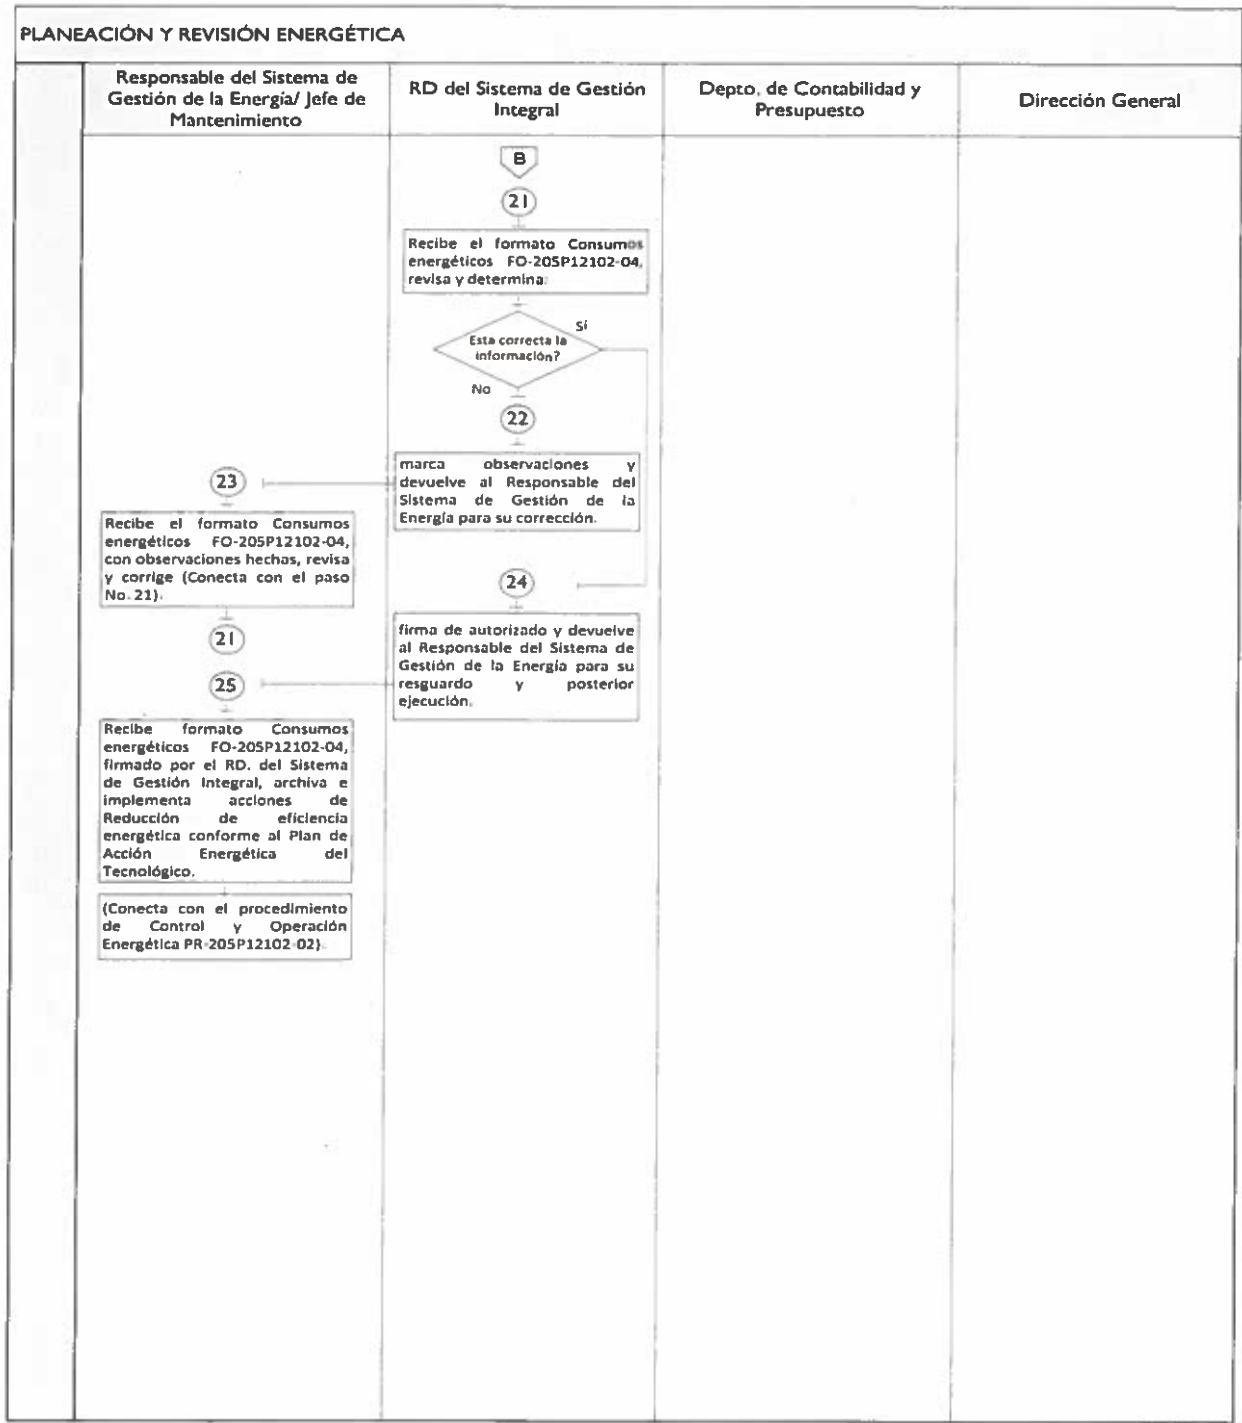 PLANEACIÓN Y REVISIÓN ENERGÉTICA
Responsable del Sistema de
Gestión de la Energía/ Jefe de
Mantenimiento
RD del Sistema de Gestión
Integral
Depto. de Contabilidad y
Presupuesto
Dirección General
B
21
Recibe el formato Consumos
energéticos FO-205P12102-04,
revisa y determina:
Sí
Esta correcta la
información?
No
22
marca observaciones y
devuelve al Responsable del
Sistema de Gestión de la
Energía para su corrección.
23
Recibe el formato Consumos
energéticos FO-205P12102-04,
con observaciones hechas, revisa
y corrige (Conecta con el paso
No. 21).
21
24
firma de autorizado y devuelve
al Responsable del Sistema de
Gestión de la Energía para su
resguardo y posterior
ejecución.
25
Recibe formato Consumos
energéticos FO-205P12102-04,
firmado por el RD. del Sistema
de Gestión Integral, archiva e
implementa acciones de
Reducción de eficiencia
energética conforme al Plan de
Acción Energética del
Tecnológico.
(Conecta con el procedimiento
de Control y Operación
Energética PR-205P12102-02).